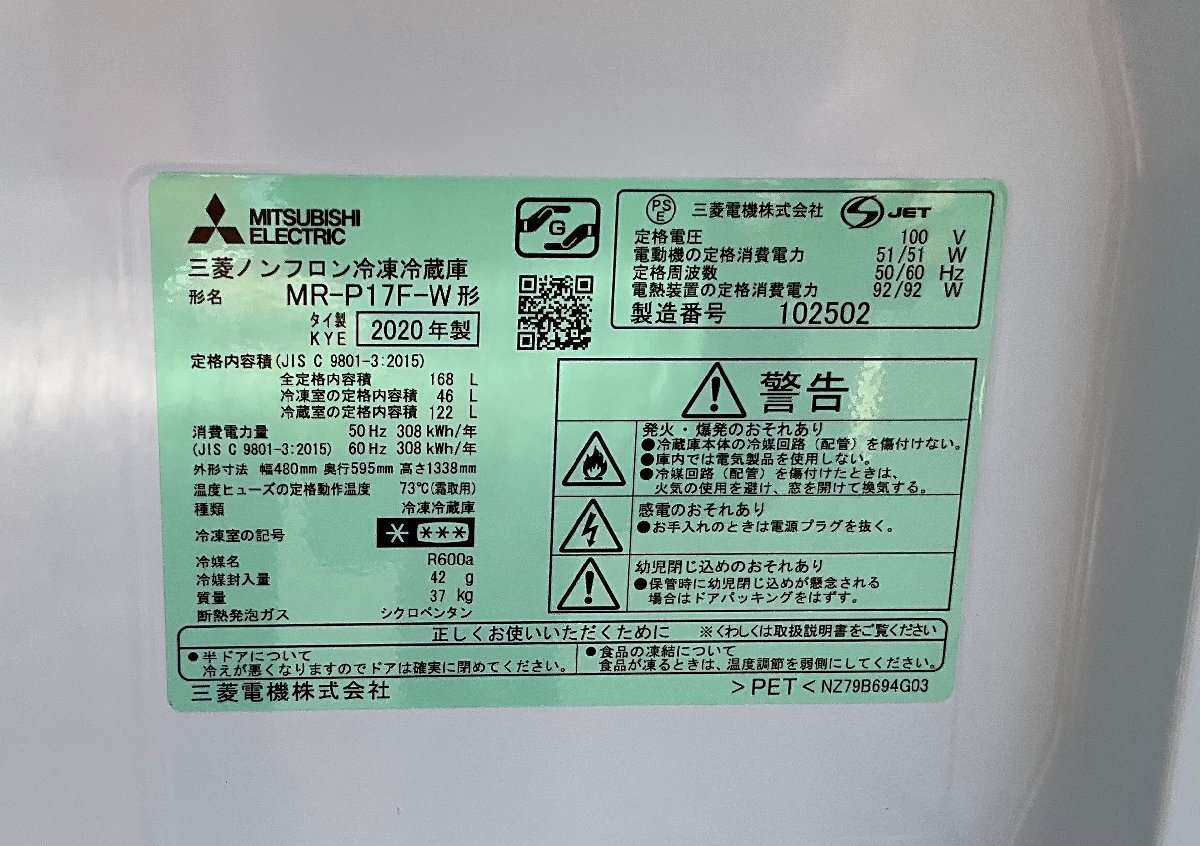 MITSUBISHI
ELECTRIC
三菱ノンフロン冷凍冷蔵庫
形名 MR-P17F-W形
タイ製
KYE 2020年製
定格内容積(JIS C 9801-3:2015)
全定格内容積 168 L
冷凍室の定格内容積 46 L
冷蔵室の定格内容積 122 L
消費電力量 50Hz 308kWh/年
(JIS C 9801-3:2015) 60Hz 308kWh/年
外形寸法 幅480mm 奥行595mm 高さ1338mm
温度ヒューズの定格動作温度 73℃(霜取用)
種類 冷凍冷蔵庫
冷凍室の記号 * ***
冷媒名 R600a
冷媒封入量 42 g
質量 37 kg
断熱発泡ガス シクロペンタン
G
PSE 三菱電機株式会社 S JET
定格電圧 100 V
電動機の定格消費電力 51/51 W
定格周波数 50/60 Hz
電熱装置の定格消費電力 92/92 W
製造番号 102502
警告
発火・爆発のおそれあり
●冷蔵庫本体の冷媒回路(配管)を傷付けない。
●庫内では電気製品を使用しない。
●冷媒回路(配管)を傷付けたときは、
火気の使用を避け、窓を開けて換気する。
感電のおそれあり
●お手入れのときは電源プラグを抜く。
幼児閉じ込めのおそれあり
●保管時に幼児閉じ込めが懸念される
場合はドアパッキングをはずす。
正しくお使いいただくために ※くわしくは取扱説明書をご覧ください
●半ドアについて
冷えが悪くなりますのでドアは確実に閉めてください。
●食品の凍結について
食品が凍るときは、温度調節を弱側にしてください。
三菱電機株式会社
>PET< NZ79B694G03